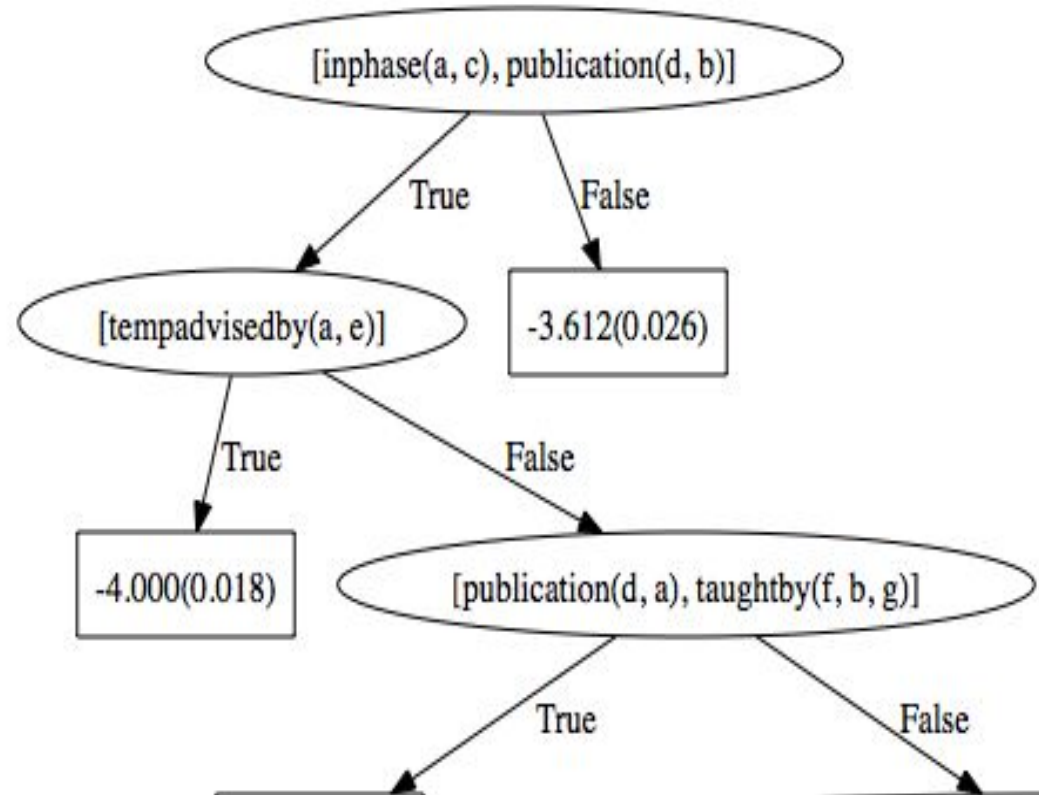 [inphase(a, c), publication(d, b)]
True
False
[tempadvisedby(a, e)]
-3.612(0.026)
True
False
-4.000(0.018)
[publication(d, a), taughtby(f, b, g)]
True
False